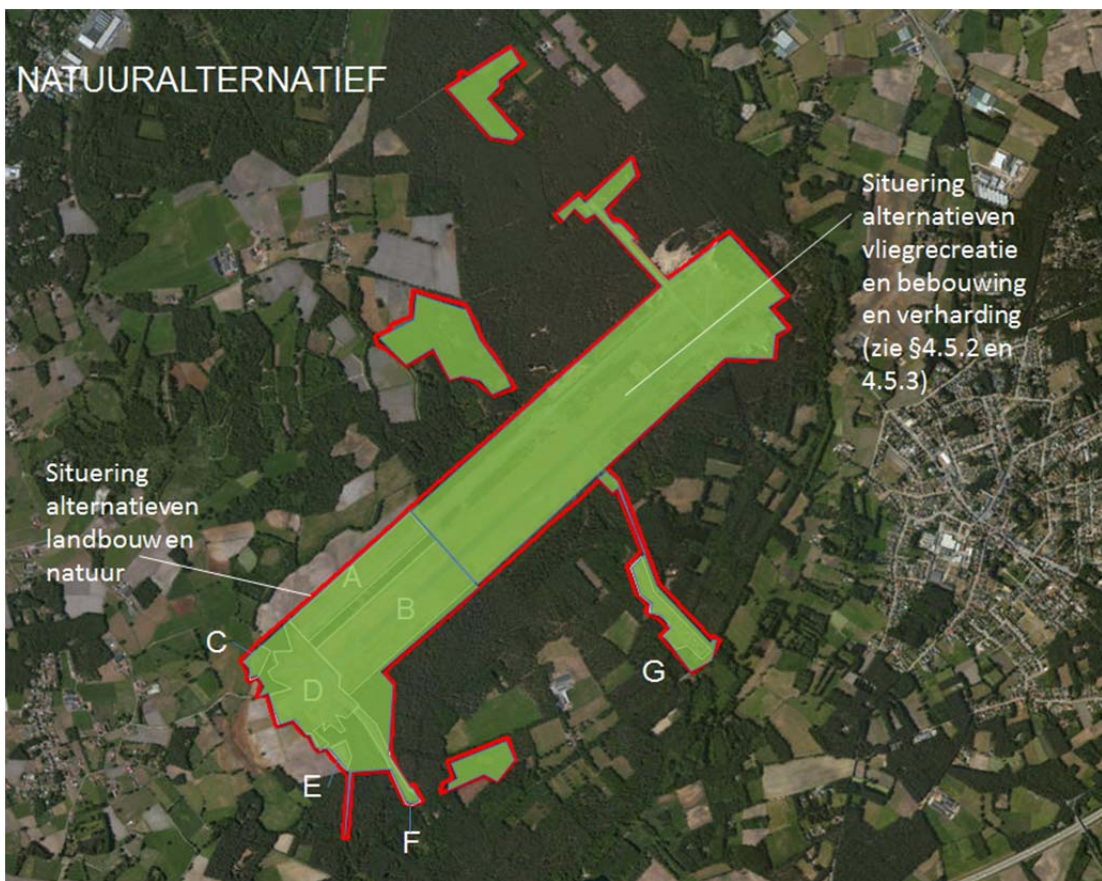 NATUURALTERNATIEF
Situering
alternatieven
vliegrecreatie
en bebouwing
en verharding
(zie §4.5.2 en
4.5.3)
Situering
alternatieven
landbouw en
natuur
A
B
C
D
E
F
G